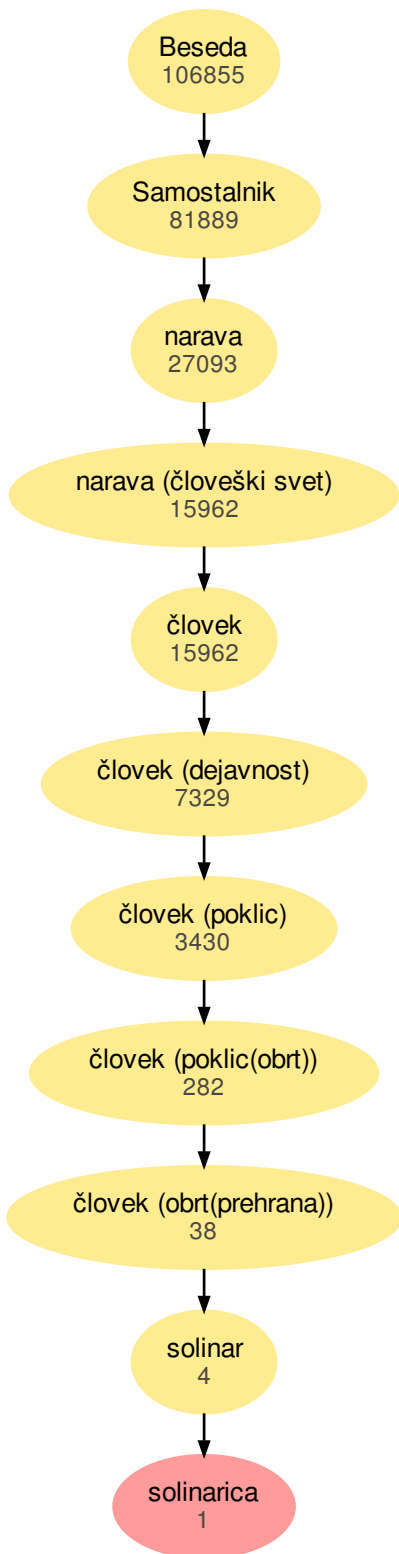 Beseda
106855
Samostalnik
81889
narava
27093
narava (človeški svet)
15962
človek
15962
človek (dejavnost)
7329
človek (poklic)
3430
človek (poklic(obrt))
282
človek (obrt(prehrana))
38
solinar
4
solinarica
1